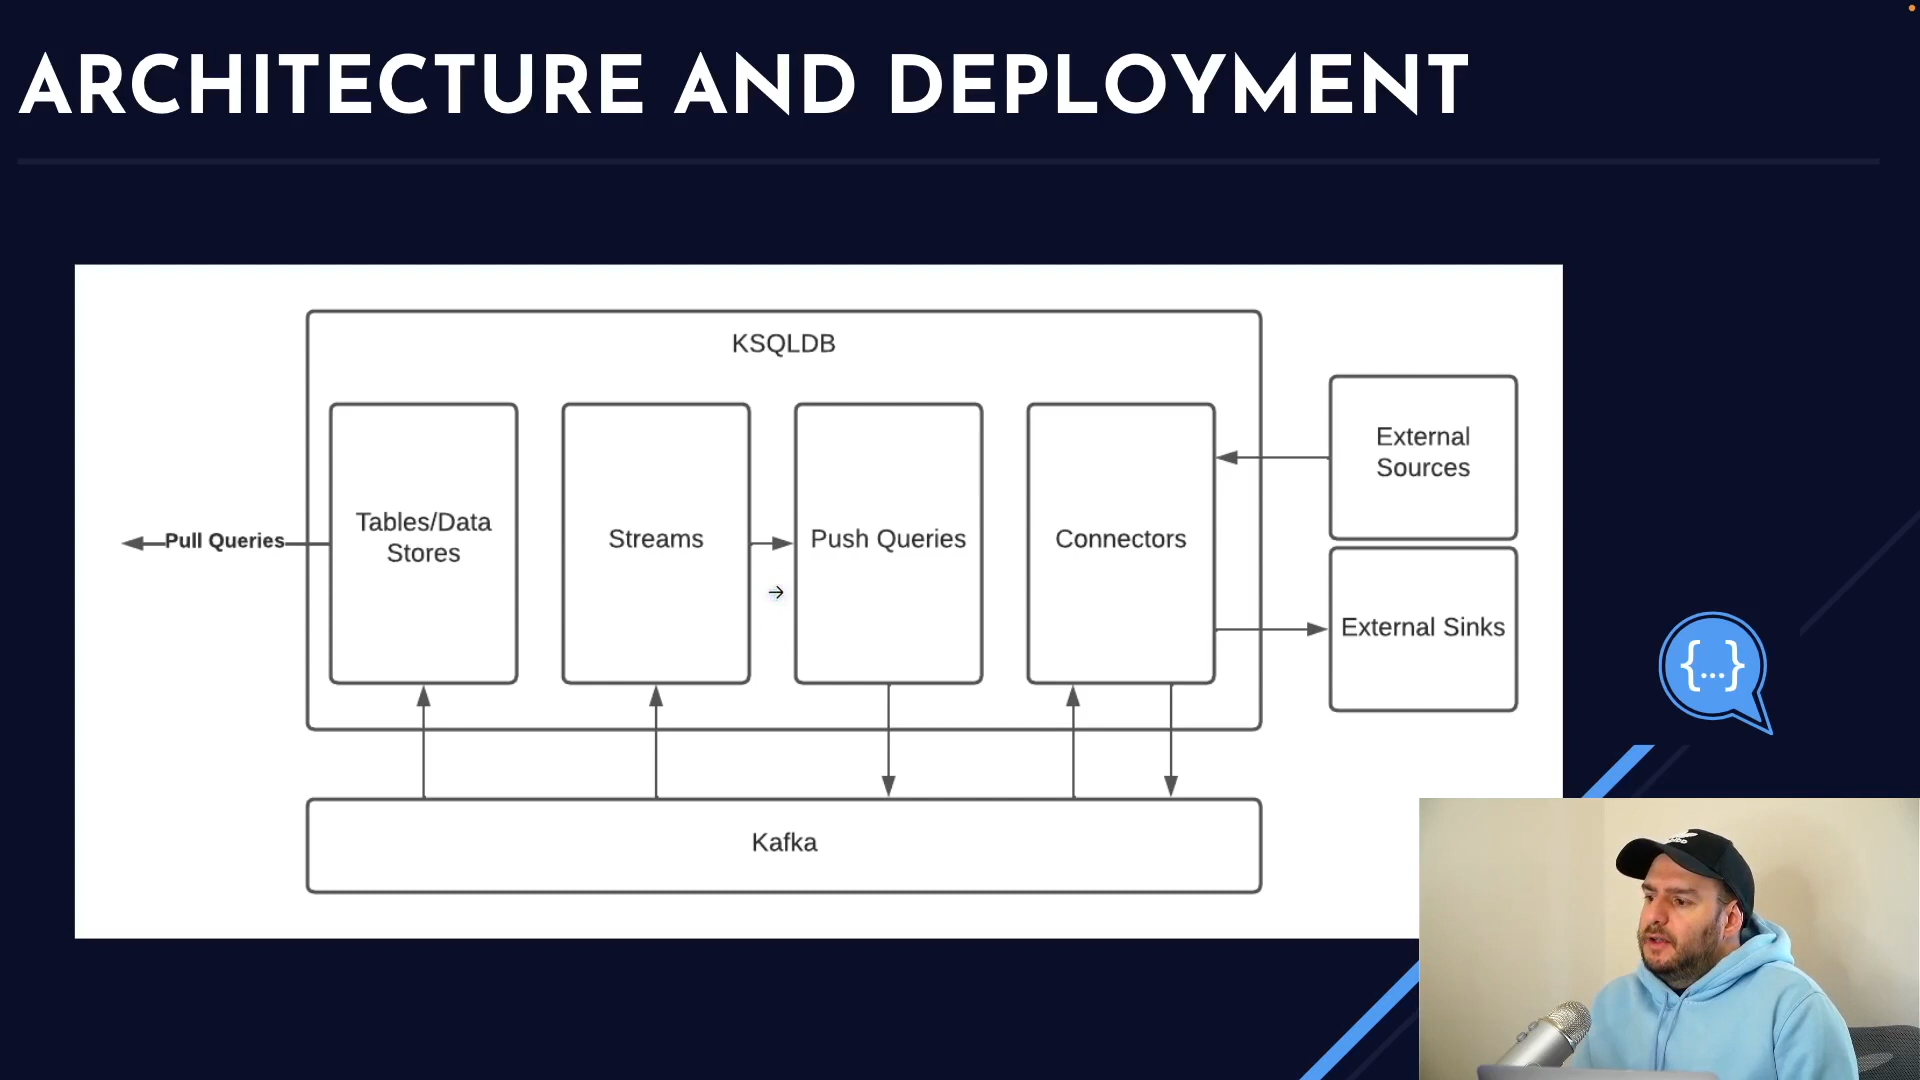 ARCHITECTURE AND DEPLOYMENT
KSQLDB
Pull Queries
Tables/Data
Stores
Streams
Push Queries
Connectors
External
Sources
External Sinks
{...}
Kafka